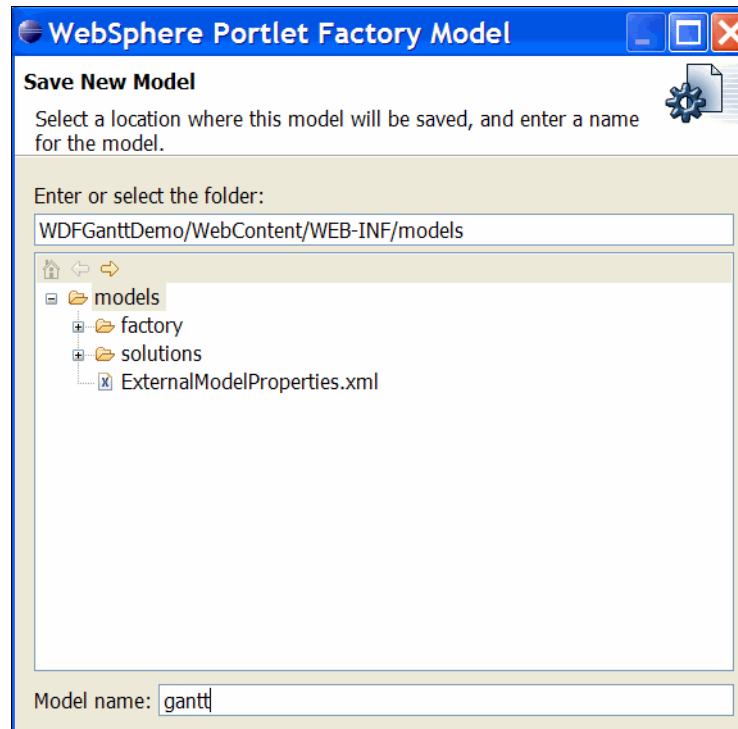 WebSphere Portlet Factory Model
Save New Model
Select a location where this model will be saved, and enter a name
for the model.
Enter or select the folder:
WDFGanttDemo/WebContent/WEB-INF/models
models
factory
solutions
ExternalModelProperties.xml
Model name: gantt